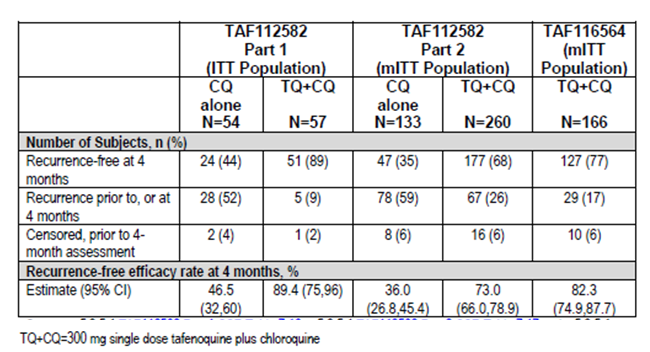 TAF112582
Part 1
(ITT Population)
TAF112582
Part 2
(mITT Population)
TAF116564
(mITT
Population)
CQ
alone
N=54
TQ+CQ
N=57
CQ
alone
N=133
TQ+CQ
N=260
TQ+CQ
N=166
Number of Subjects, n (%)
Recurrence-free at 4
months
24 (44)
51 (89)
47 (35)
177 (68)
127 (77)
Recurrence prior to, or at
4 months
28 (52)
5 (9)
78 (59)
67 (26)
29 (17)
Censored, prior to 4-
month assessment
2 (4)
1 (2)
8 (6)
16 (6)
10 (6)
Recurrence-free efficacy rate at 4 months, %
Estimate (95% CI)
46.5
(32,60)
89.4 (75,96)
36.0
(26.8,45.4)
73.0
(66.0,78.9)
82.3
(74.9,87.7)
TQ+CQ=300 mg single dose tafenoquine plus chloroquine